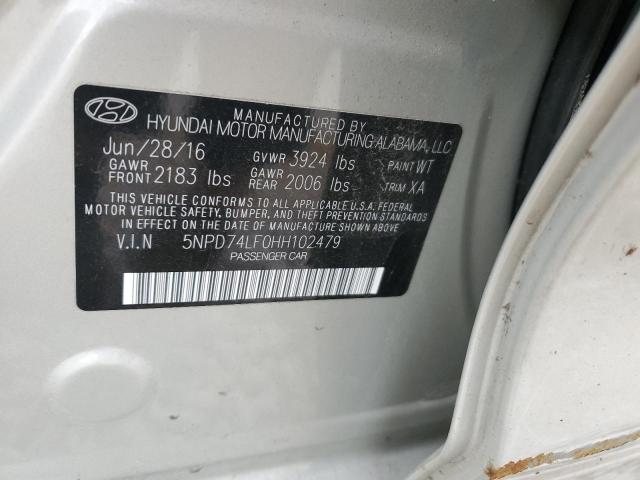 MANUFACTURED BY
HYUNDAI MOTOR MANUFACTURING ALABAMA, LLC
Jun/28/16 GVWR 3924 lbs PAINT WT
GAWR FRONT 2183 lbs GAWR REAR 2006 lbs TRIM XA
THIS VEHICLE CONFORMS TO ALL APPLICABLE U.S.A. FEDERAL
MOTOR VEHICLE SAFETY, BUMPER, AND THEFT PREVENTION STANDARDS
IN EFFECT ON THE DATE OF MANUFACTURE SHOWN ABOVE
V.I.N 5NPD74LF0HH102479
PASSENGER CAR